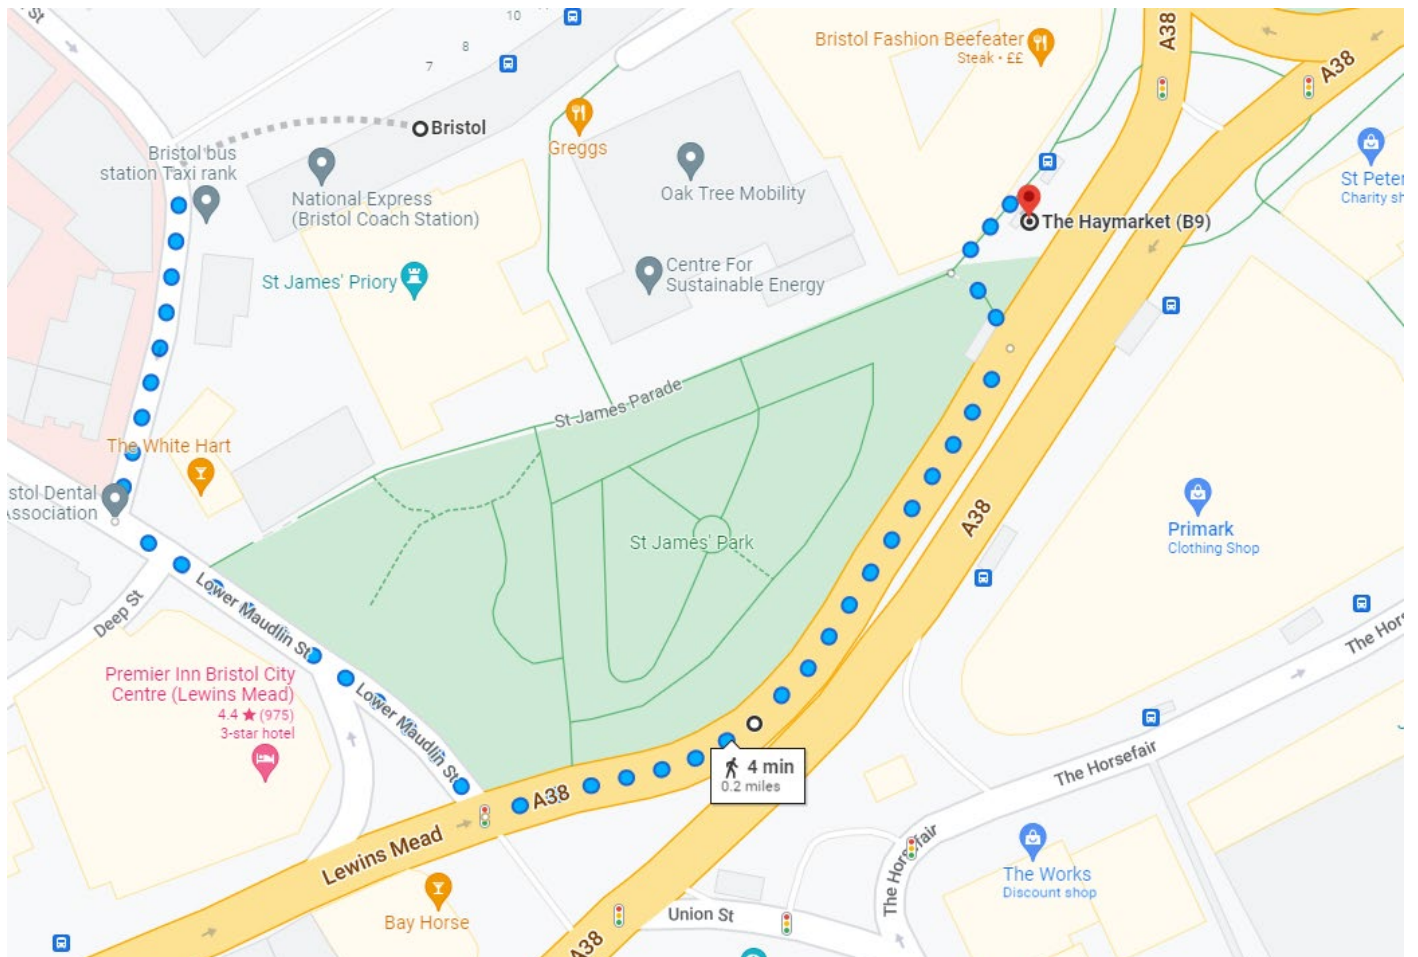 St
10
8
7
A38
A38
Bristol Fashion Beefeater
Steak • ££
Bristol
Greggs
Bristol bus
station Taxi rank
National Express
(Bristol Coach Station)
Oak Tree Mobility
St Peter
Charity sh
The Haymarket (B9)
St James' Priory
Centre For
Sustainable Energy
St James Parade
The White Hart
stol Dental
Association
A38
Primark
Clothing Shop
St James' Park
Lower Maudlin St
Deep St
The Hors
Premier Inn Bristol City
Centre (Lewins Mead)
4.4 ★ (975)
3-star hotel
Lower Maudlin St
The Horsefair
4 min
0.2 miles
A38
Lewins Mead
The Horsefair
The Works
Discount shop
Bay Horse
Union St
A38